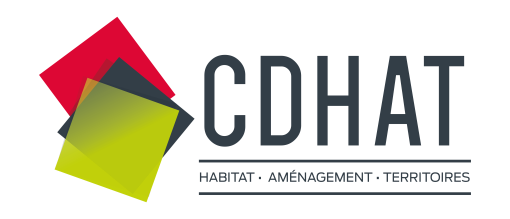 CDHAT
HABITAT · AMÉNAGEMENT · TERRITOIRES